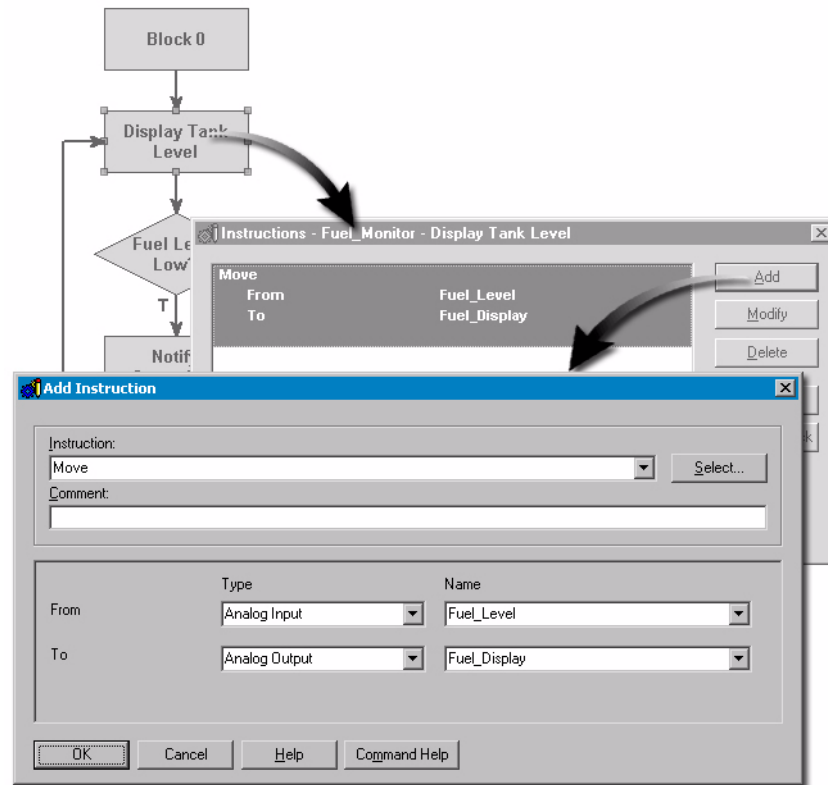 Block 0
Display Tank
Level
Fuel Le
Low?
T
Notif
Instructions - Fuel_Monitor - Display Tank Level
Move
From Fuel_Level
To Fuel_Display
Add
Modify
Delete
k
Add Instruction
Instruction:
Move
Select...
Comment:
Type Name
From Analog Input Fuel_Level
To Analog Output Fuel_Display
OK Cancel Help Command Help